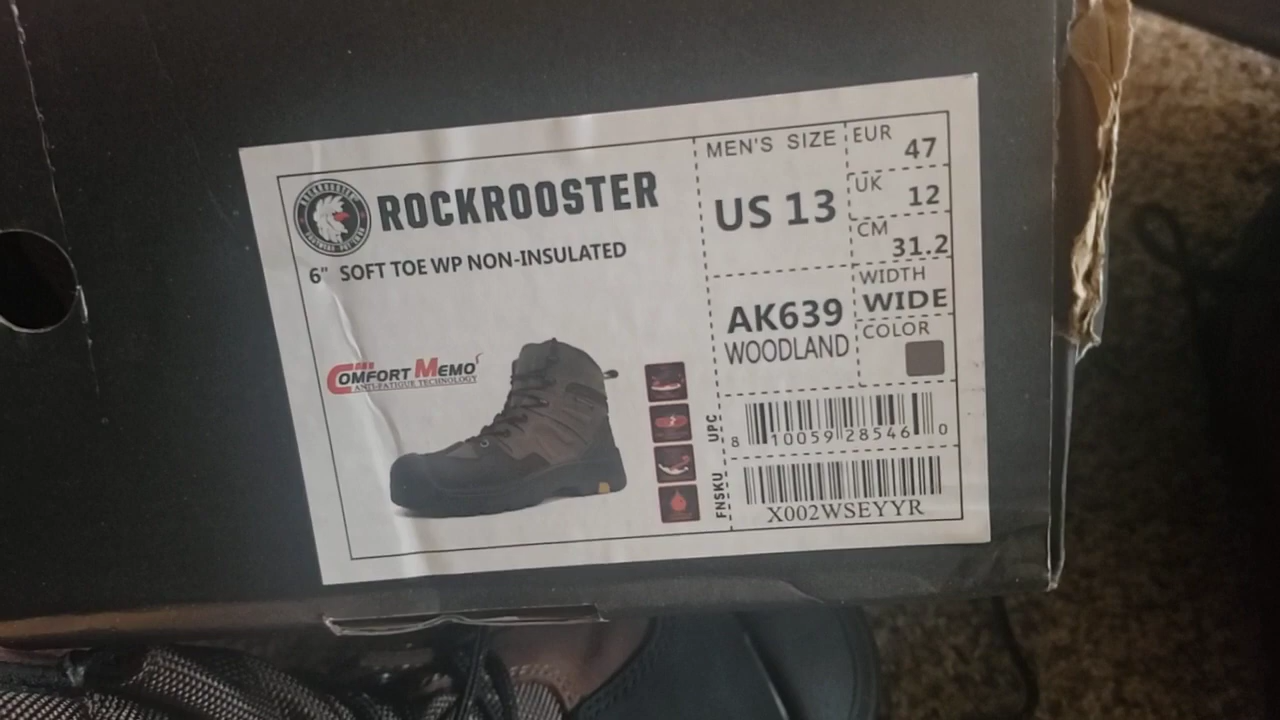 ROCKROOSTER
ROCKROOSTER
6" SOFT TOE WP NON-INSULATED
COMFORT MEMO
ANTI-FATIGUE TECHNOLOGY
MEN'S SIZE
US 13
EUR
47
UK
12
CM
31.2
AK639
WOODLAND
WIDTH
WIDE
COLOR
UPC
8 10059 28546 0
FNSKU
X002WSEYYR